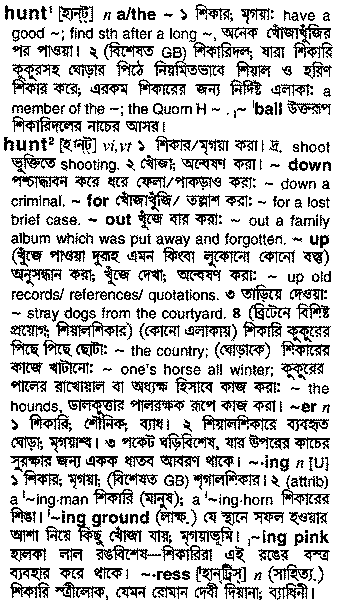 hunt¹ [হান্ট্] n a/the ~ ১ শিকার; মৃগয়া: have a
good ~; find sth after a long ~, অনেক খোঁজাখুঁজির
পর পাওয়া। ২ (বিশেষত GB) শিকারিদল; যারা শিকারি
কুকুরসহ ঘোড়ার পিঠে নিয়মিতভাবে শিয়াল ও হরিণ
শিকার করে; এরকম শিকারের জন্য নির্দিষ্ট এলাকা: a
member of the ~; the Quorn H ~ . ~ ˈball উক্তরূপ
শিকারিদলের নাচের আসর।
hunt² [হান্ট্] vi,vt ১ শিকার/মৃগয়া করা। দ্র. shoot
ভুক্তিতে shooting. ২ খোঁজা; অন্বেষণ করা। ~ down
পশ্চাদ্ধাবন করে ধরে ফেলা/পাকড়াও করা: ~ down a
criminal. ~ for খোঁজাখুঁজি/ তল্লাশ করা: ~ for a lost
brief case. ~ out খুঁজে বার করা: ~ out a family
album which was put away and forgotten. ~ up
(খুঁজে পাওয়া দুরূহ এমন কিংবা লুকোনো কোনো বস্তু)
অনুসন্ধান করা; খুঁজে দেখা; অন্বেষণ করা: ~ up old
records/ references/ quotations. ৩ তাড়িয়ে দেওয়া:
~ stray dogs from the courtyard. ৪ (ব্রিটেনে বিশিষ্ট
প্রয়োগ; শিয়ালশিকার) (কোনো এলাকায়) শিকারি কুকুরের
পিছে পিছে ছোটা: ~ the country; (ঘোড়াকে) শিকারের
কাজে খাটানো: ~ one's horse all winter; কুকুরের
পালের রাখোয়াল বা অধ্যক্ষ হিসাবে কাজ করা: ~ the
hounds, ডালকুত্তার পালরক্ষক রূপে কাজ করা। ~er n
১ শিকারি; শৌনিক, ব্যাধ। ২ শিয়ালশিকারে ব্যবহৃত
ঘোড়া; মৃগয়াশ্ব। ৩ পকেট ঘড়িবিশেষ, যার উপরের কাচের
সুরক্ষার জন্য একক ধাতব আবরণ থাকে। ~·ing n [U]
১ শিকার; মৃগয়া; (বিশেষত GB) শৃগালশিকার। ২ (attrib)
a ˈ~·ing·man শিকারি (মানুষ); a ˈ~·ing·horn শিকারের
শিঙা। ˈ~ing ground (লাক্ষ.) যে স্থানে সফল হওয়ার
আশা নিয়ে কিছু খোঁজা যায়; মৃগয়াভূমি। ˌ~ing pink
হালকা লাল রঙবিশেষ—শিকারিরা এই রঙের বস্ত্র
ব্যবহার করে থাকে। ~·ress [হান্‌ট্রিস্] n (সাহিত্য.)
শিকারি স্ত্রীলোক, যেমন রোমান দেবী দিয়ানা; ব্যাধিনী।